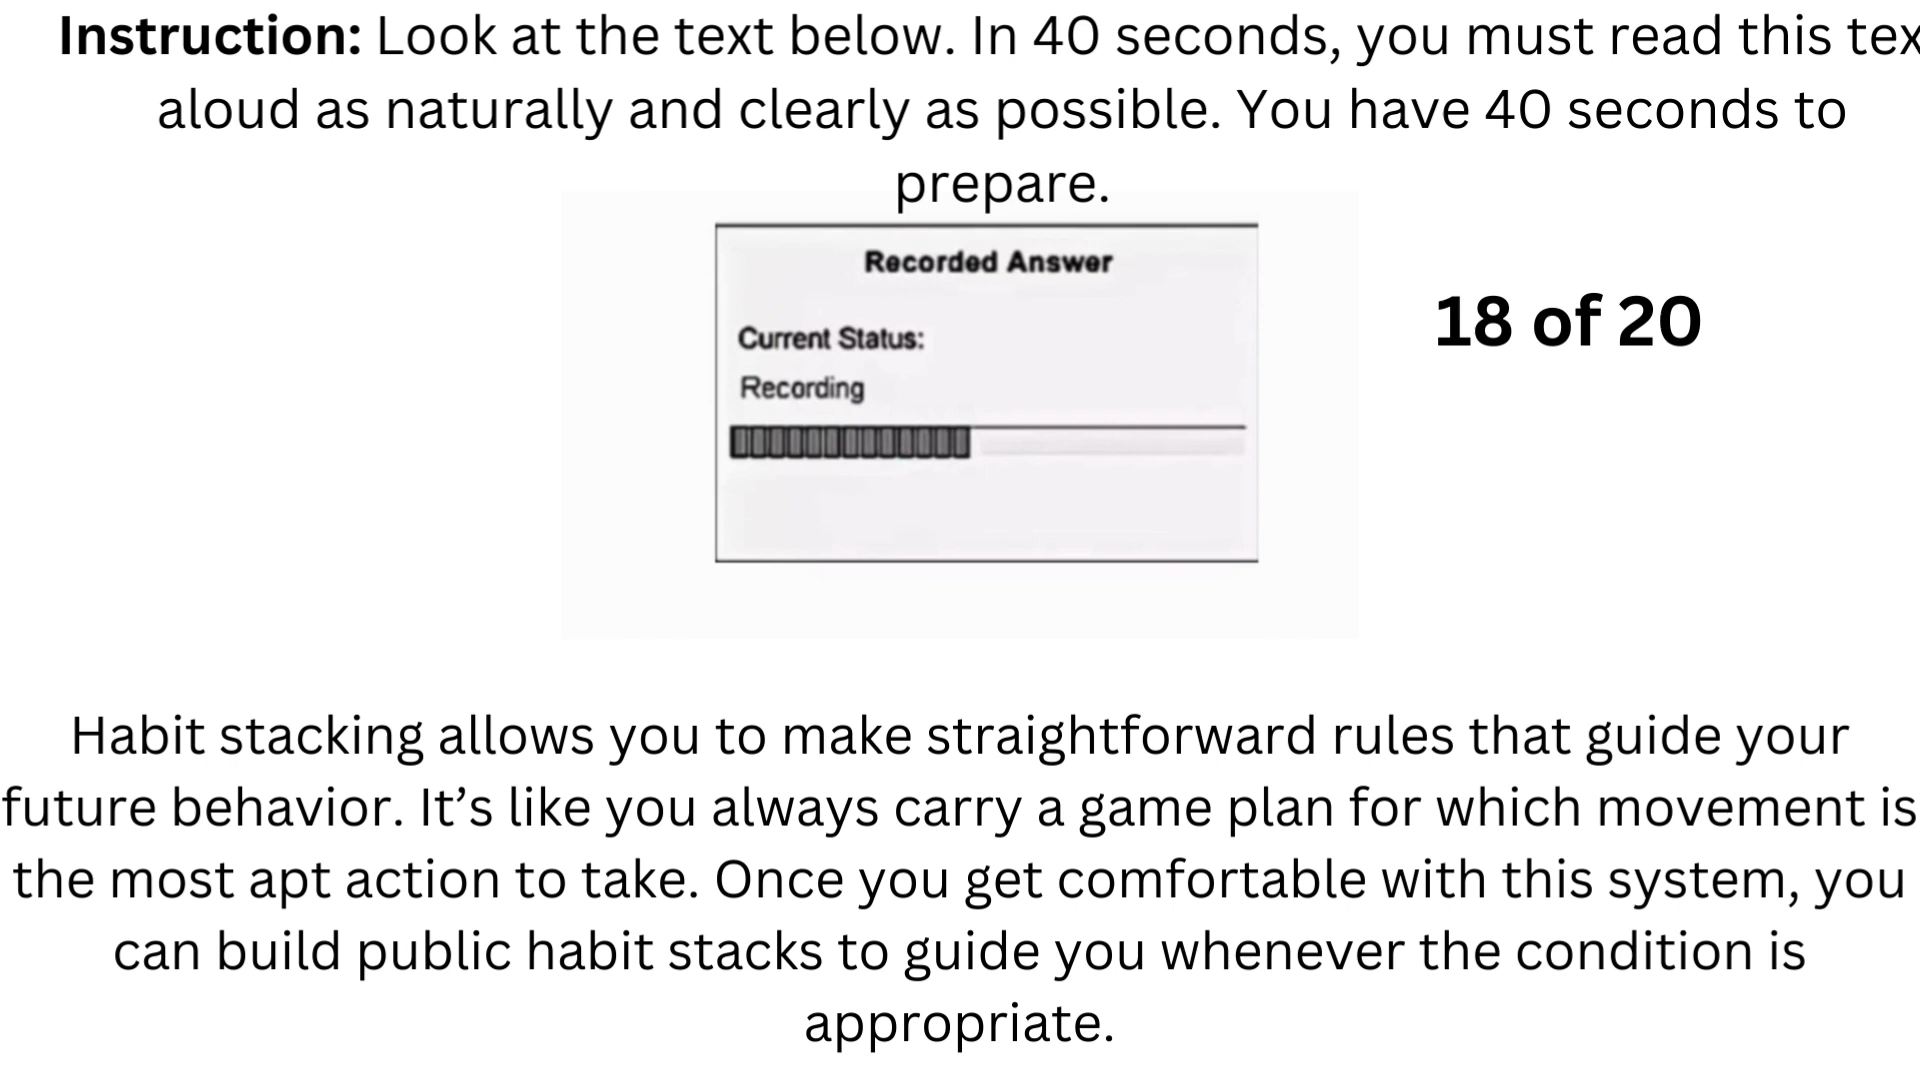 Instruction: Look at the text below. In 40 seconds, you must read this tex
aloud as naturally and clearly as possible. You have 40 seconds to
prepare.
Recorded Answer
Current Status:
Recording
18 of 20
Habit stacking allows you to make straightforward rules that guide your
future behavior. It’s like you always carry a game plan for which movement is
the most apt action to take. Once you get comfortable with this system, you
can build public habit stacks to guide you whenever the condition is
appropriate.